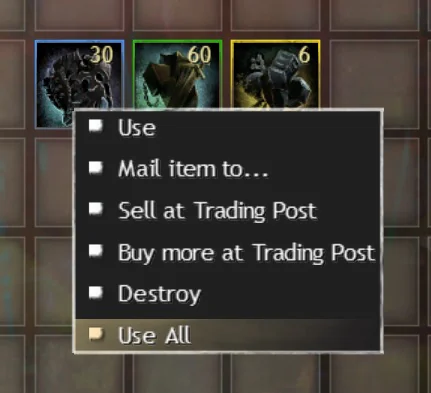 30 60 6
Use
Mail item to...
Sell at Trading Post
Buy more at Trading Post
Destroy
Use All